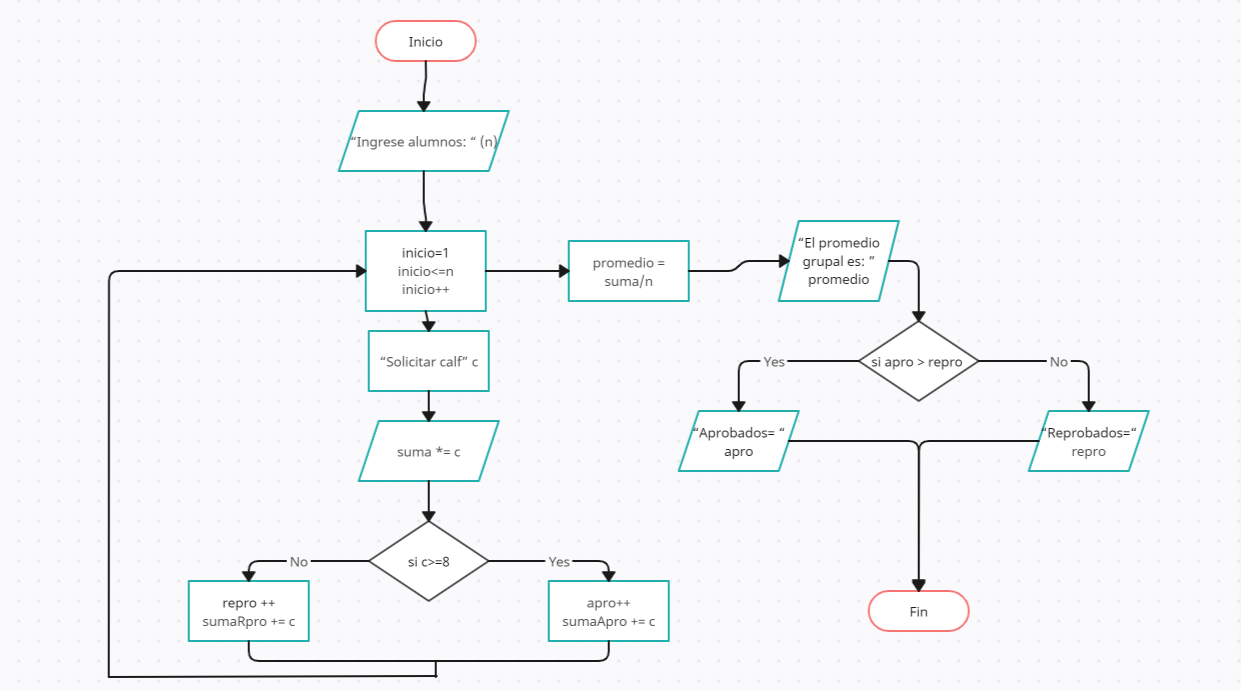 Inicio
“Ingrese alumnos: “ (n)
inicio=1
inicio<=n
inicio++
promedio =
suma/n
“El promedio
grupal es: ”
promedio
“Solicitar calf” c
Yes
si apro > repro
No
suma *= c
“Aprobados= “
apro
“Reprobados=“
repro
No
si c>=8
Yes
repro ++
sumaRpro += c
apro++
sumaApro += c
Fin